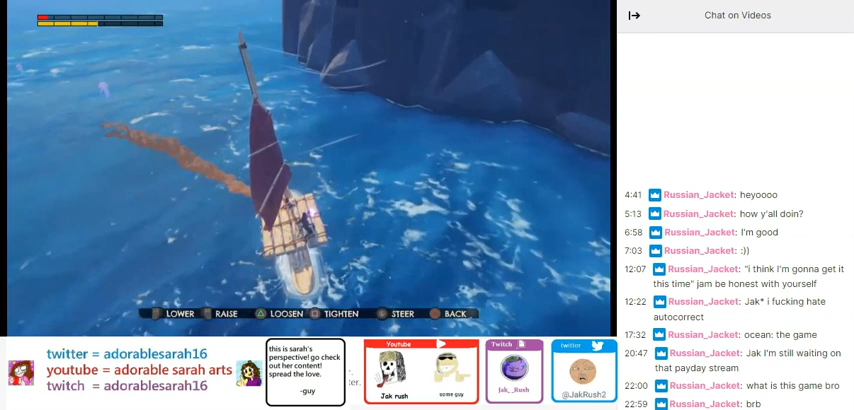 LOWER RAISE LOOSEN TIGHTEN STEER BACK
twitter = adorablesarah16
youtube = adorable sarah arts
twitch = adorablesarah16
this is sarah's
perspective! go check
out her content!
spread the love.
-guy
ter.
Youtube
Jak rush
some guy
Twitch
Jak_Rush
twitter
@JakRush2
Chat on Videos
4:41 Russian_Jacket: heyoooo
5:13 Russian_Jacket: how y'all doin?
6:58 Russian_Jacket: I'm good
7:03 Russian_Jacket: :))
12:07 Russian_Jacket: "i think I'm gonna get it
this time" jam be honest with yourself
12:22 Russian_Jacket: Jak* i fucking hate
autocorrect
17:32 Russian_Jacket: ocean: the game
20:47 Russian_Jacket: Jak I'm still waiting on
that payday stream
22:00 Russian_Jacket: what is this game bro
22:59 Russian_Jacket: brb